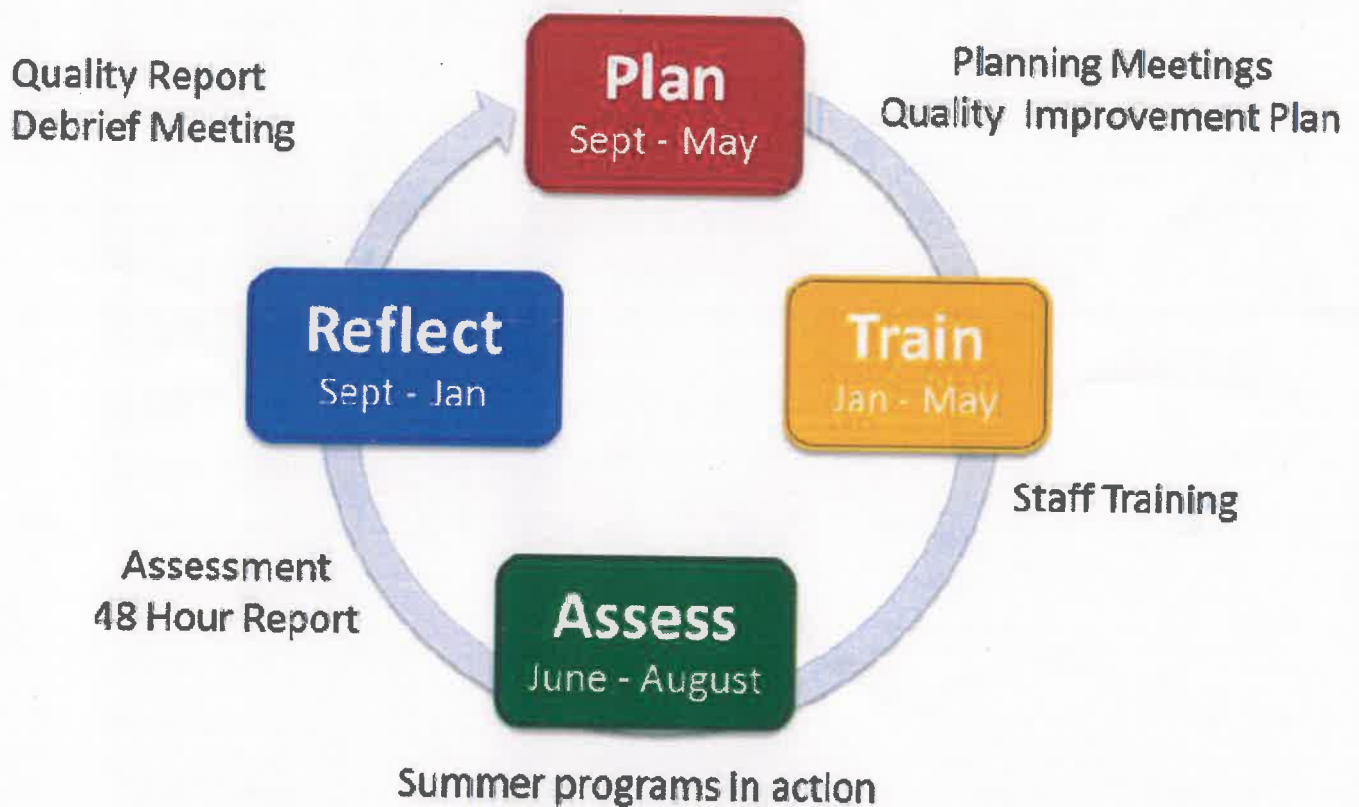 Plan
Sept - May
Planning Meetings
Quality Improvement Plan
Train
Jan - May
Staff Training
Assess
June - August
Summer programs in action
Assessment
48 Hour Report
Reflect
Sept - Jan
Quality Report
Debrief Meeting